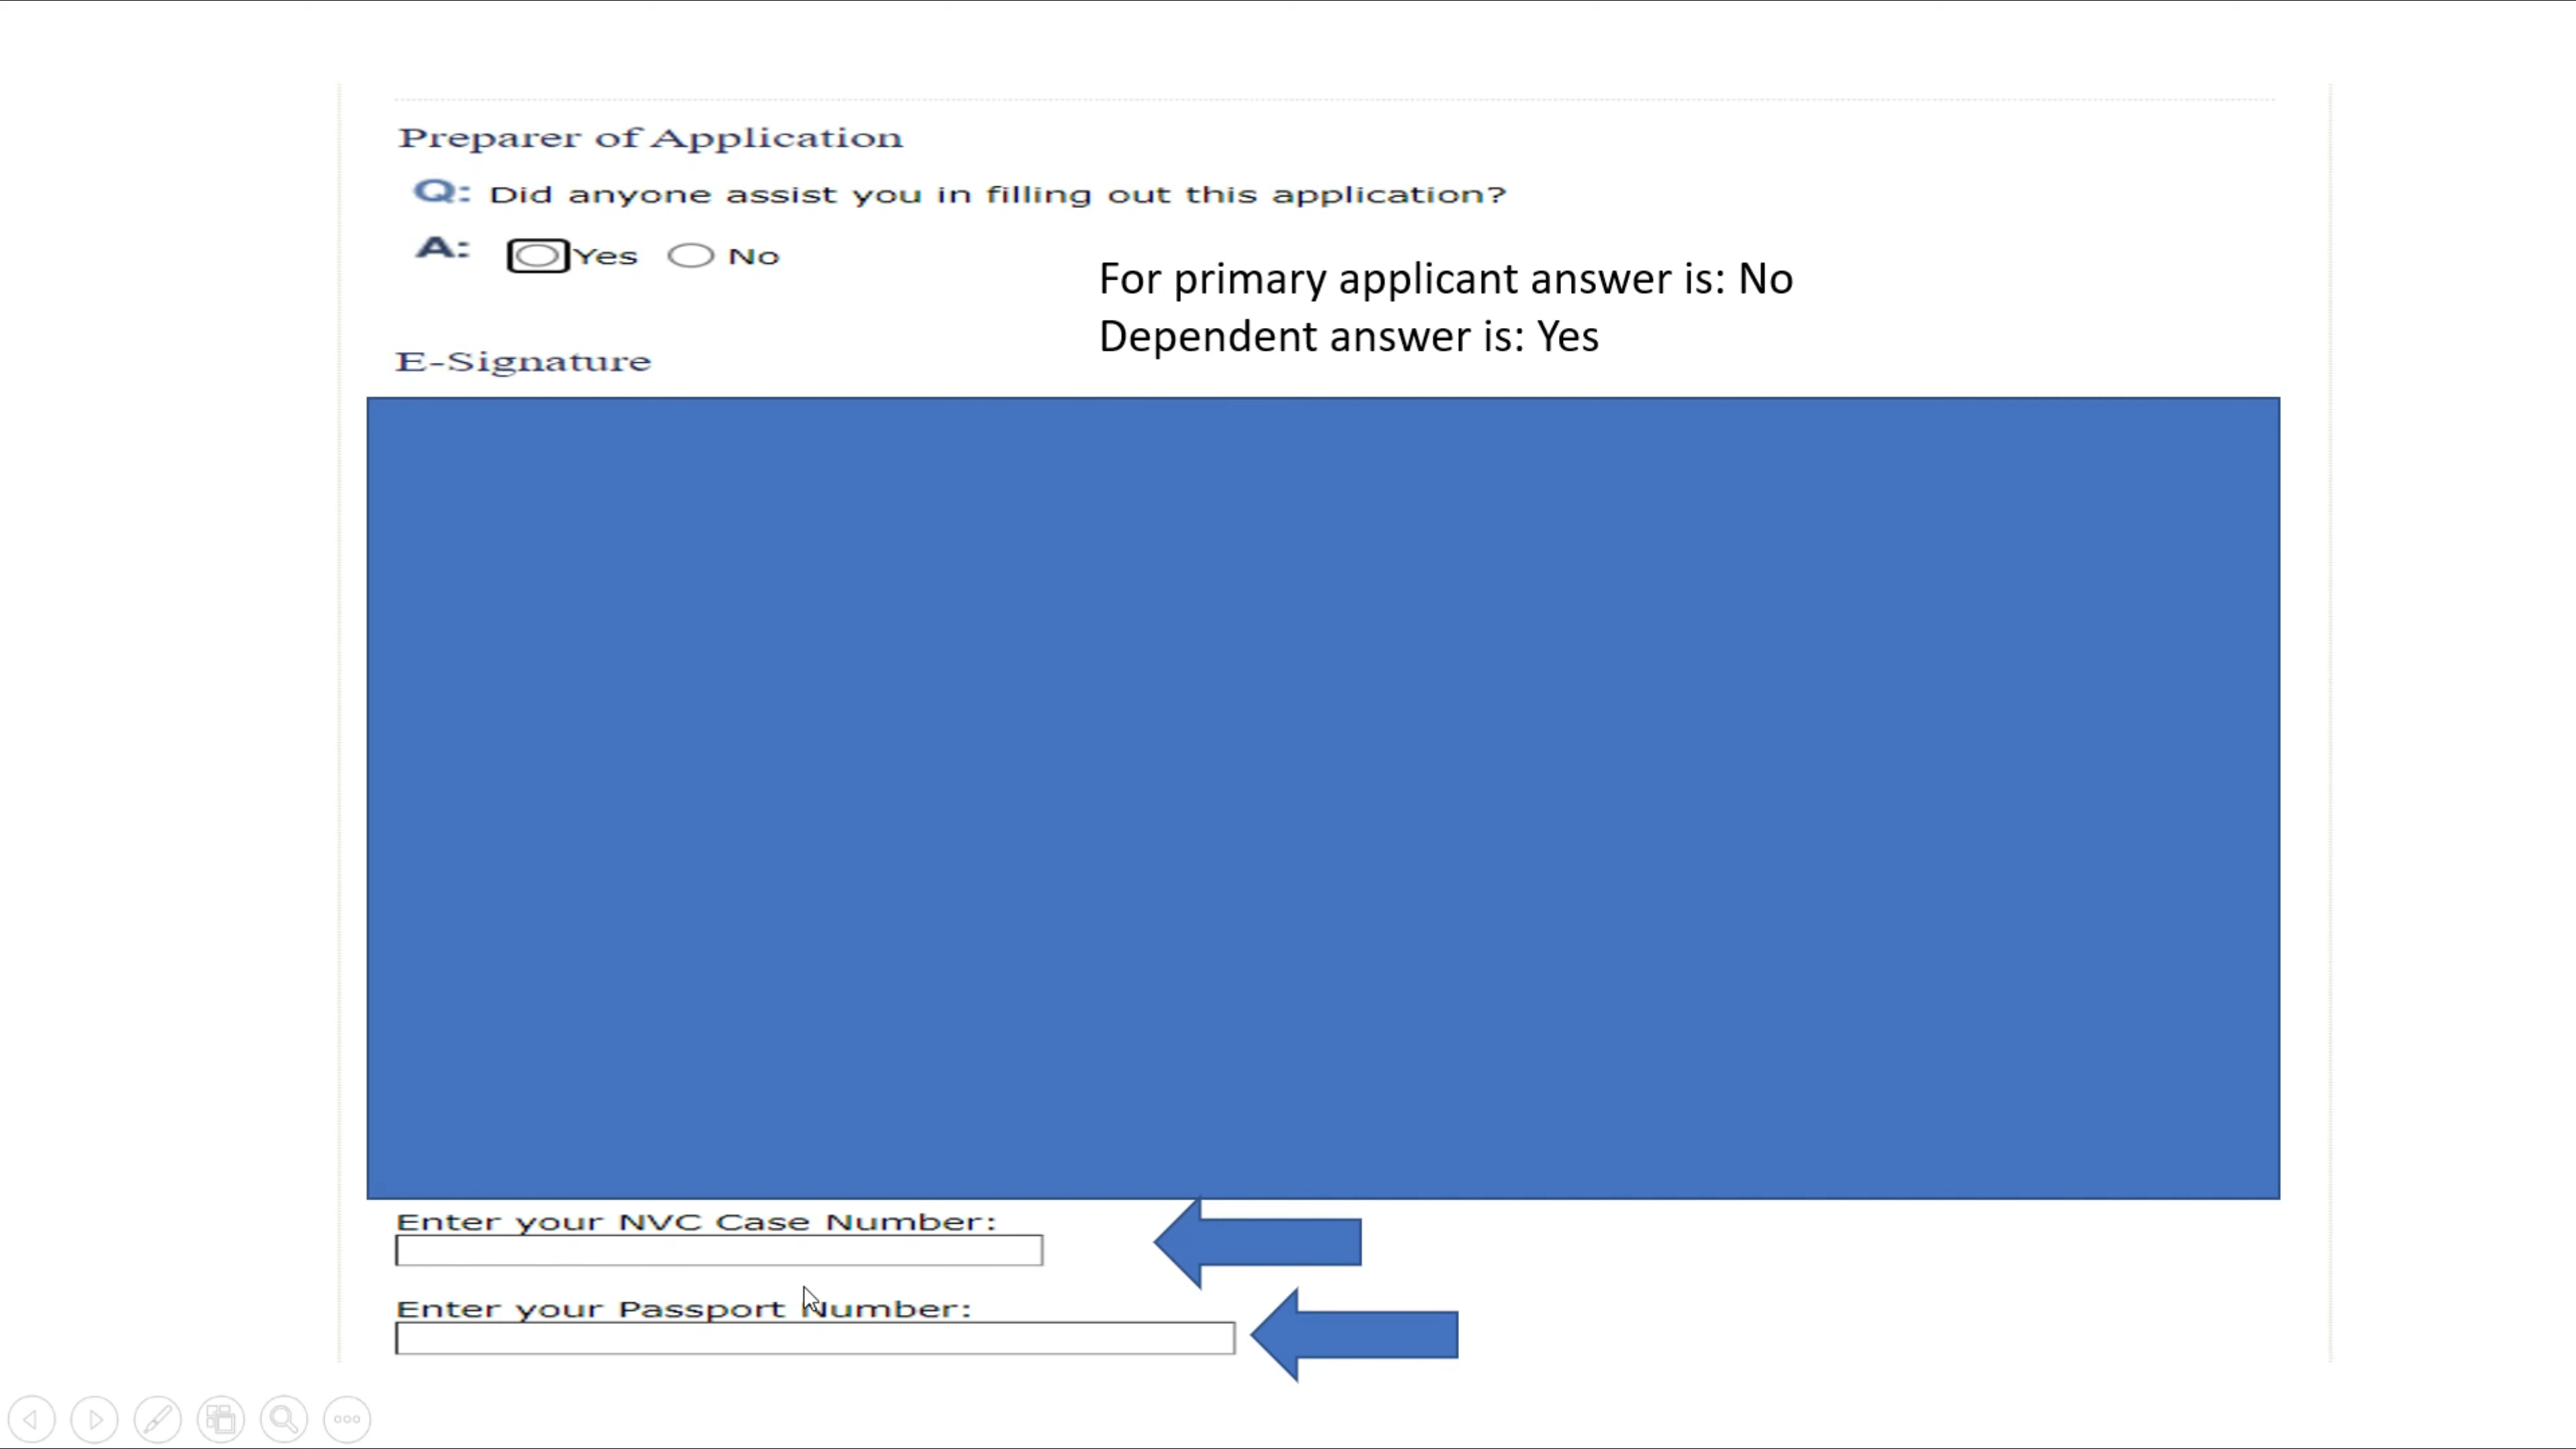 Preparer of Application
Q: Did anyone assist you in filling out this application?
A: Yes No
For primary applicant answer is: No
Dependent answer is: Yes
E-Signature
Enter your NVC Case Number:
Enter your Passport Number: